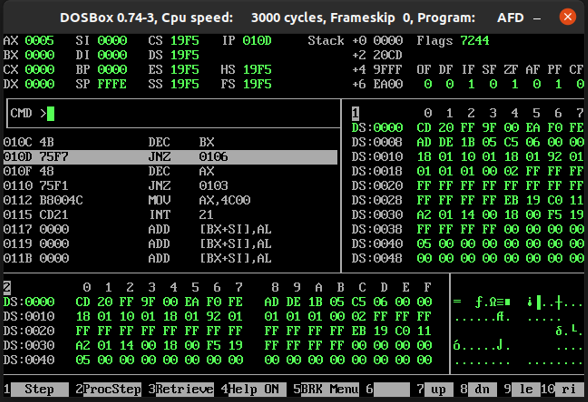 DOSBox 0.74-3, Cpu speed: 3000 cycles, Frameskip 0, Program: AFD
AX 0005 SI 0000 CS 19F5 IP 010D Stack +0 0000 Flags 7244
BX 0000 DI 0000 DS 19F5 +2 20CD
CX 0000 BP 0000 ES 19F5 HS 19F5 +4 9FFF OF DF IF SF ZF AF PF CF
DX 0000 SP FFFE SS 19F5 FS 19F5 +6 EA00 0 0 1 0 1 0 1 0
CMD >
010C 4B DEC BX
010D 75F7 JNZ 0106
010F 48 DEC AX
0110 75F1 JNZ 0103
0112 B8004C MOV AX,4C00
0115 CD21 INT 21
0117 0000 ADD [BX+SI],AL
0119 0000 ADD [BX+SI],AL
011B 0000 ADD [BX+SI],AL
1 0 1 2 3 4 5 6 7
DS:0000 CD 20 FF 9F 00 EA F0 FE
DS:0008 AD DE 1B 05 C5 06 00 00
DS:0010 18 01 10 01 18 01 92 01
DS:0018 01 01 01 00 02 FF FF FF
DS:0020 FF FF FF FF FF FF FF FF
DS:0028 FF FF FF FF EB 19 C0 11
DS:0030 A2 01 14 00 18 00 F5 19
DS:0038 FF FF FF FF 00 00 00 00
DS:0040 05 00 00 00 00 00 00 00
DS:0048 00 00 00 00 00 00 00 00
2 0 1 2 3 4 5 6 7 8 9 A B C D E F
DS:0000 CD 20 FF 9F 00 EA F0 FE AD DE 1B 05 C5 06 00 00
DS:0010 18 01 10 01 18 01 92 01 01 01 01 00 02 FF FF FF
DS:0020 FF FF FF FF FF FF FF FF FF FF FF FF EB 19 C0 11
DS:0030 A2 01 14 00 18 00 F5 19 FF FF FF FF 00 00 00 00
DS:0040 05 00 00 00 00 00 00 00 00 00 00 00 00 00 00 00
1 Step 2 ProcStep 3 Retrieve 4 Help ON 5 BRK Menu 6 7 up 8 dn 9 le 10 ri